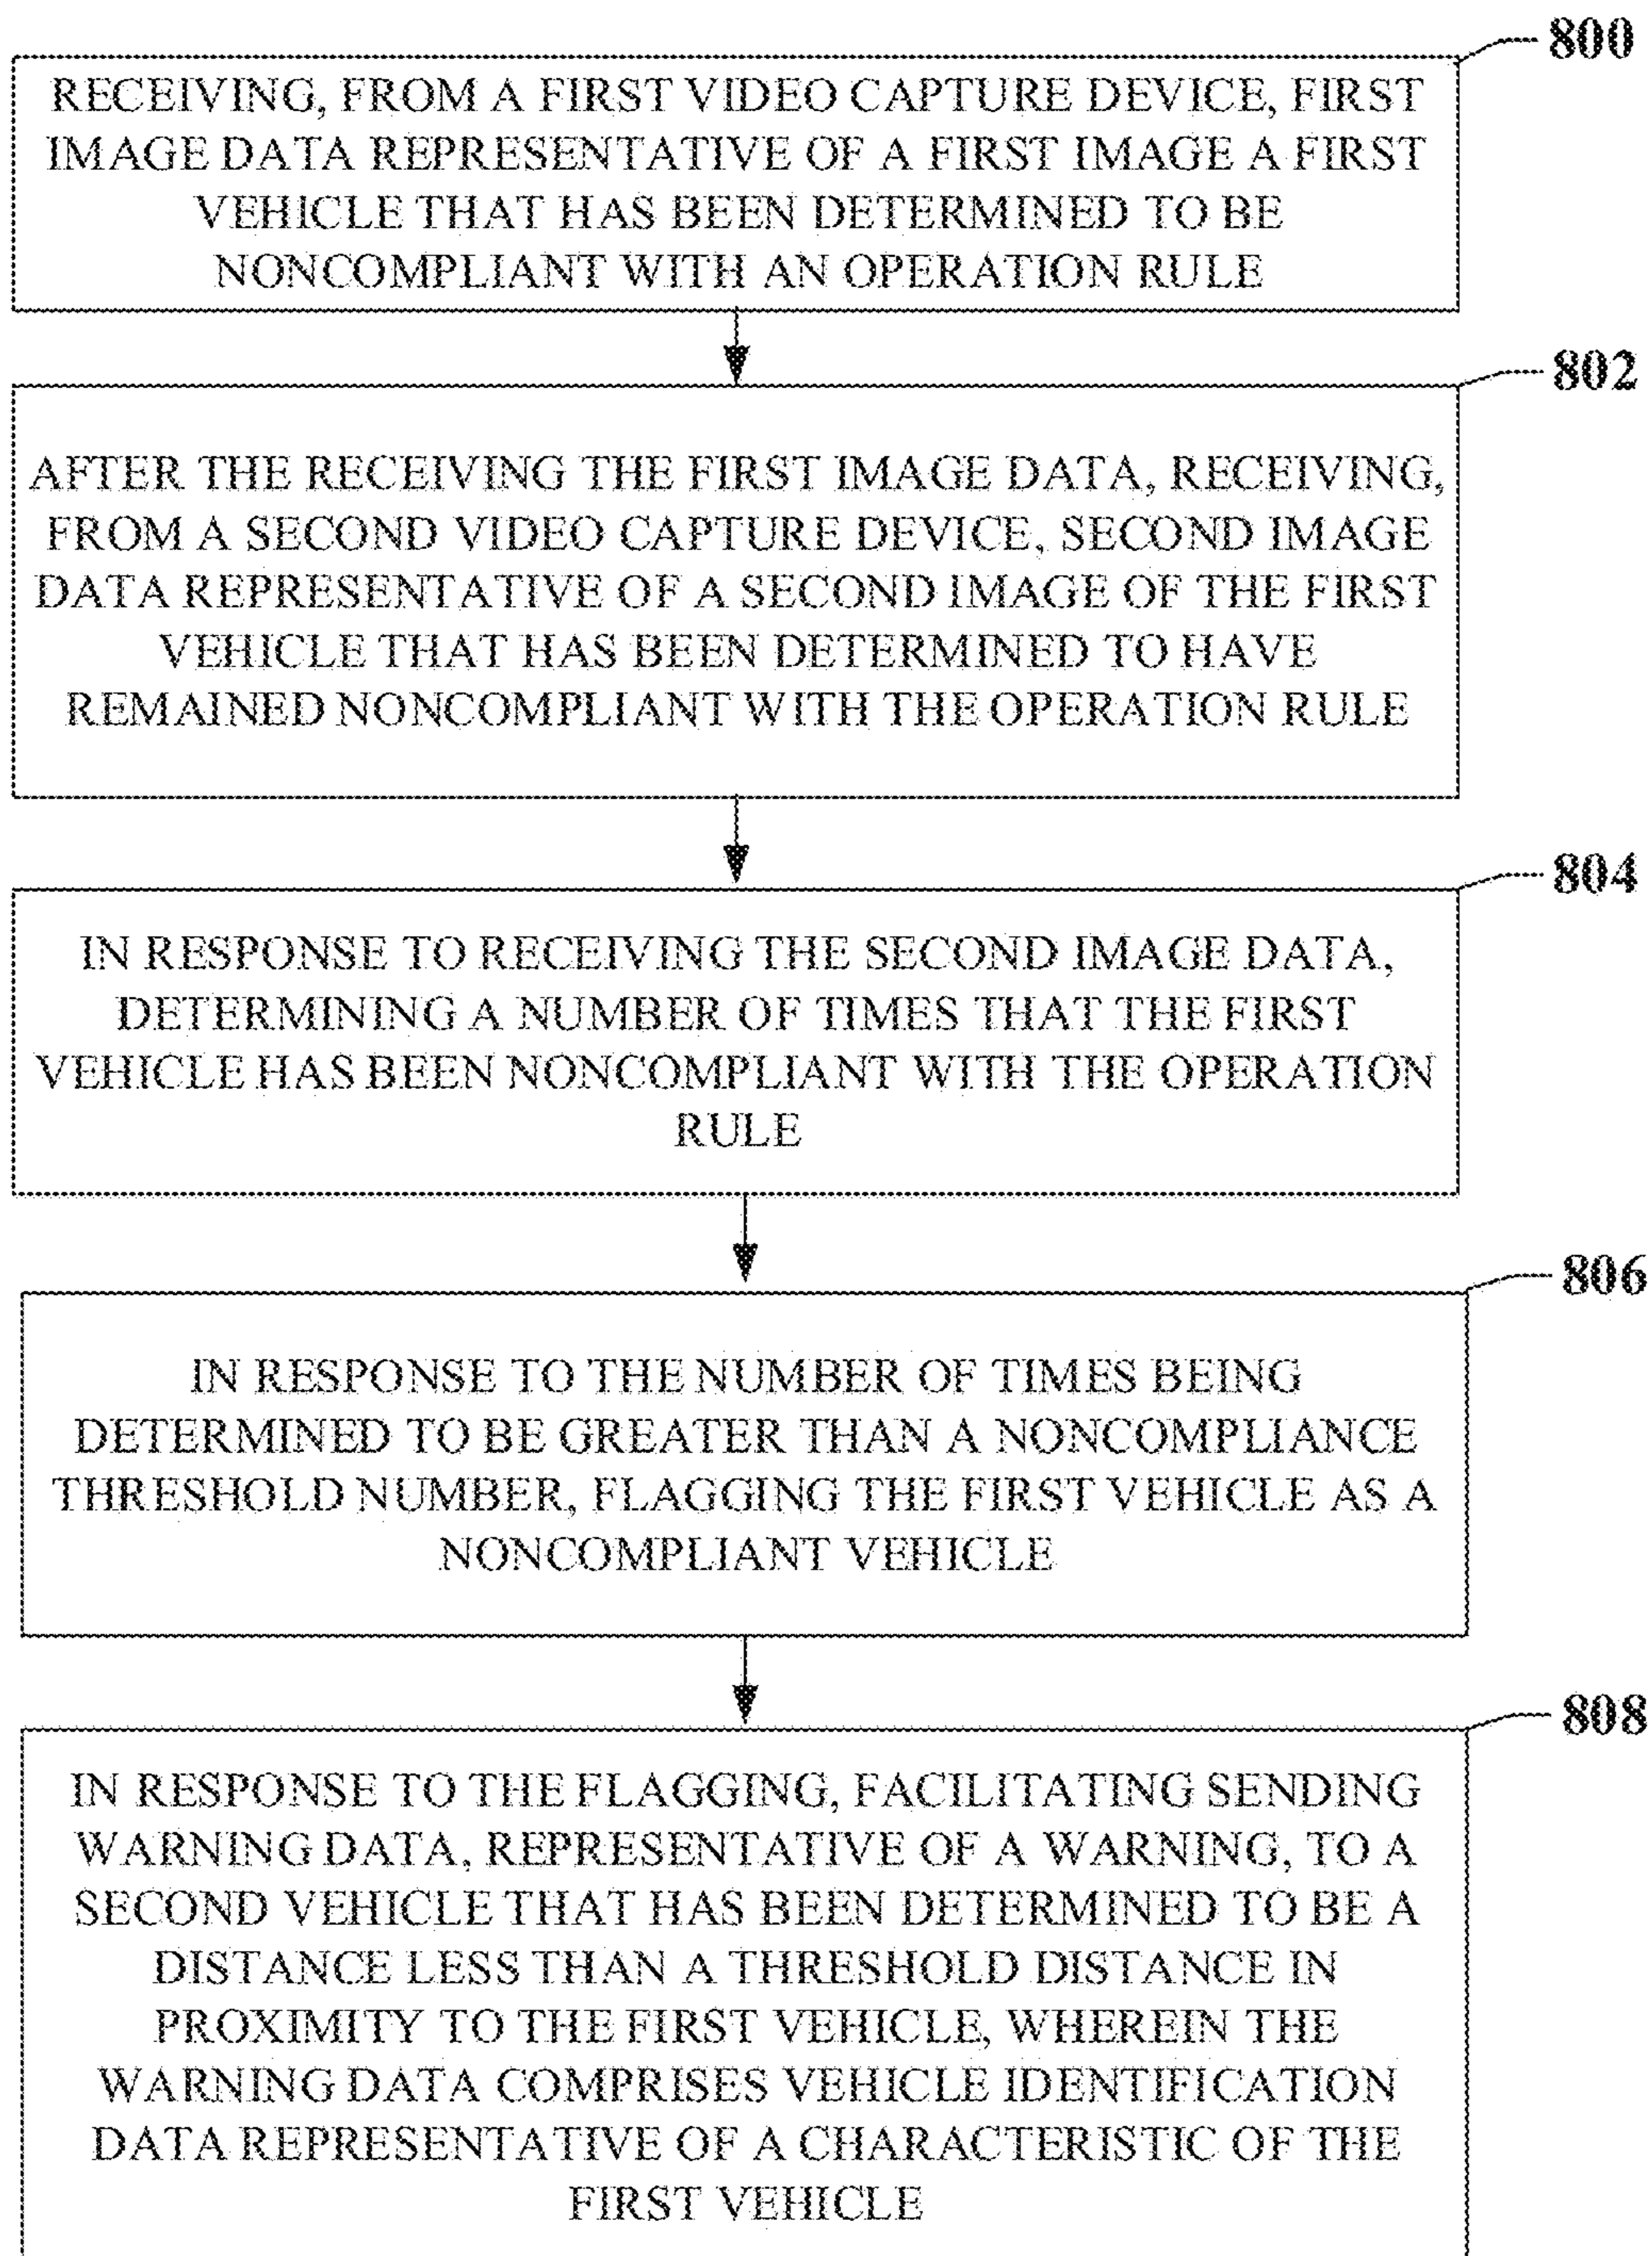 800
RECEIVING, FROM A FIRST VIDEO CAPTURE DEVICE, FIRST
IMAGE DATA REPRESENTATIVE OF A FIRST IMAGE A FIRST
VEHICLE THAT HAS BEEN DETERMINED TO BE
NONCOMPLIANT WITH AN OPERATION RULE
802
AFTER THE RECEIVING THE FIRST IMAGE DATA, RECEIVING,
FROM A SECOND VIDEO CAPTURE DEVICE, SECOND IMAGE
DATA REPRESENTATIVE OF A SECOND IMAGE OF THE FIRST
VEHICLE THAT HAS BEEN DETERMINED TO HAVE
REMAINED NONCOMPLIANT WITH THE OPERATION RULE
804
IN RESPONSE TO RECEIVING THE SECOND IMAGE DATA,
DETERMINING A NUMBER OF TIMES THAT THE FIRST
VEHICLE HAS BEEN NONCOMPLIANT WITH THE OPERATION
RULE
806
IN RESPONSE TO THE NUMBER OF TIMES BEING
DETERMINED TO BE GREATER THAN A NONCOMPLIANCE
THRESHOLD NUMBER, FLAGGING THE FIRST VEHICLE AS A
NONCOMPLIANT VEHICLE
808
IN RESPONSE TO THE FLAGGING, FACILITATING SENDING
WARNING DATA, REPRESENTATIVE OF A WARNING, TO A
SECOND VEHICLE THAT HAS BEEN DETERMINED TO BE A
DISTANCE LESS THAN A THRESHOLD DISTANCE IN
PROXIMITY TO THE FIRST VEHICLE, WHEREIN THE
WARNING DATA COMPRISES VEHICLE IDENTIFICATION
DATA REPRESENTATIVE OF A CHARACTERISTIC OF THE
FIRST VEHICLE